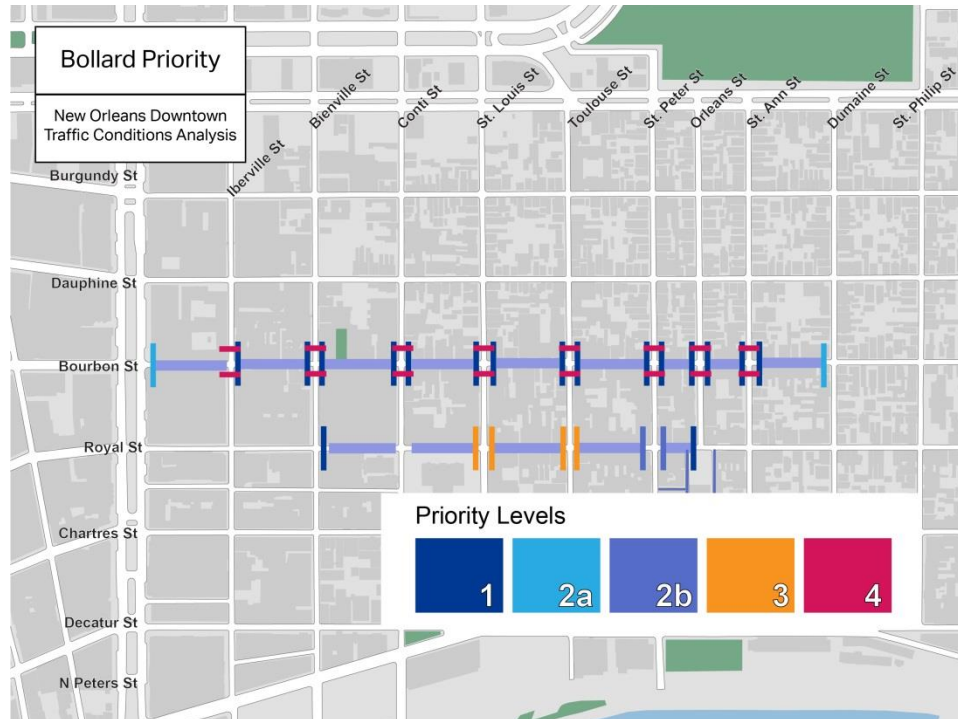 Bollard Priority
New Orleans Downtown
Traffic Conditions Analysis
Iberville St
Bienville St
Conti St
St. Louis St
Toulouse St
St. Peter St
Orleans St
St. Ann St
Dumaine St
St. Philip St
Burgundy St
Dauphine St
Bourbon St
Royal St
Chartres St
Decatur St
N Peters St
Priority Levels
1
2a
2b
3
4